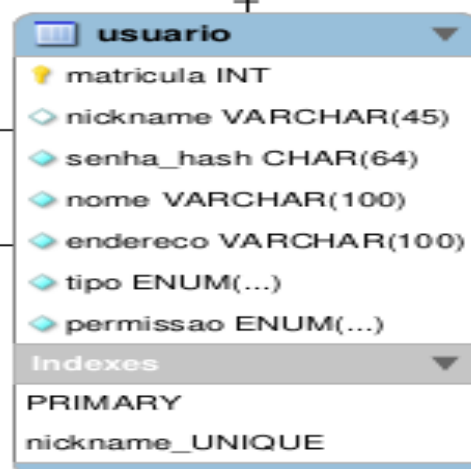 usuario
matricula INT
nickname VARCHAR(45)
senha_hash CHAR(64)
nome VARCHAR(100)
endereco VARCHAR(100)
tipo ENUM(...)
permissao ENUM(...)
Indexes
PRIMARY
nickname_UNIQUE